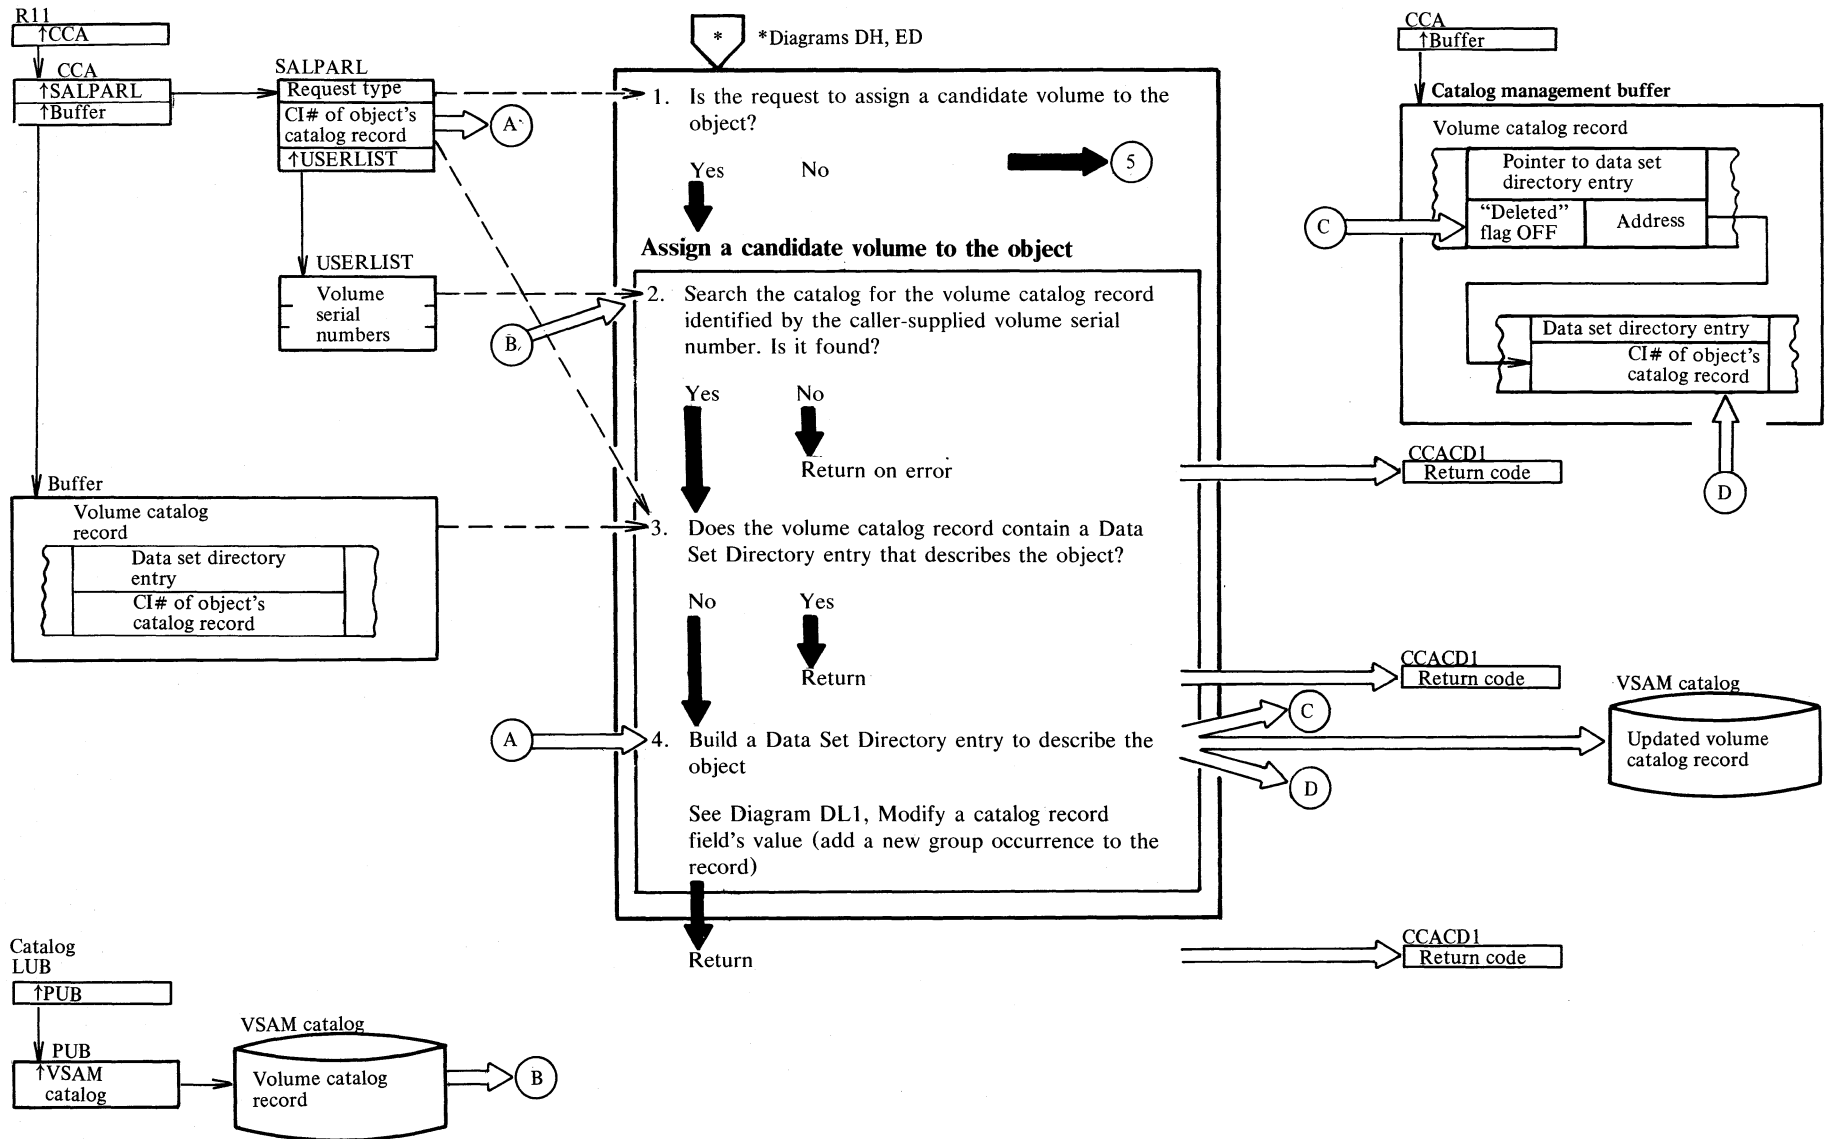 R11
↑CCA
CCA
↑SALPARL
↑Buffer
SALPARL
Request type
CI# of object's
catalog record
↑USERLIST
A
USERLIST
Volume
serial
numbers
B
Buffer
Volume catalog
record
Data set directory
entry
CI# of object's
catalog record
A
Catalog
LUB
↑PUB
PUB
↑VSAM
catalog
VSAM catalog
Volume catalog
record
B
*
*Diagrams DH, ED
1. Is the request to assign a candidate volume to the
object?
Yes No
5
Assign a candidate volume to the object
2. Search the catalog for the volume catalog record
identified by the caller-supplied volume serial
number. Is it found?
Yes No
Return on error
3. Does the volume catalog record contain a Data
Set Directory entry that describes the object?
No Yes
Return
4. Build a Data Set Directory entry to describe the
object
See Diagram DL1, Modify a catalog record
field's value (add a new group occurrence to the
record)
Return
CCA
↑Buffer
Catalog management buffer
Volume catalog record
Pointer to data set
directory entry
"Deleted"
flag OFF
Address
C
Data set directory entry
CI# of object's
catalog record
D
CCACD1
Return code
CCACD1
Return code
C
D
VSAM catalog
Updated volume
catalog record
CCACD1
Return code